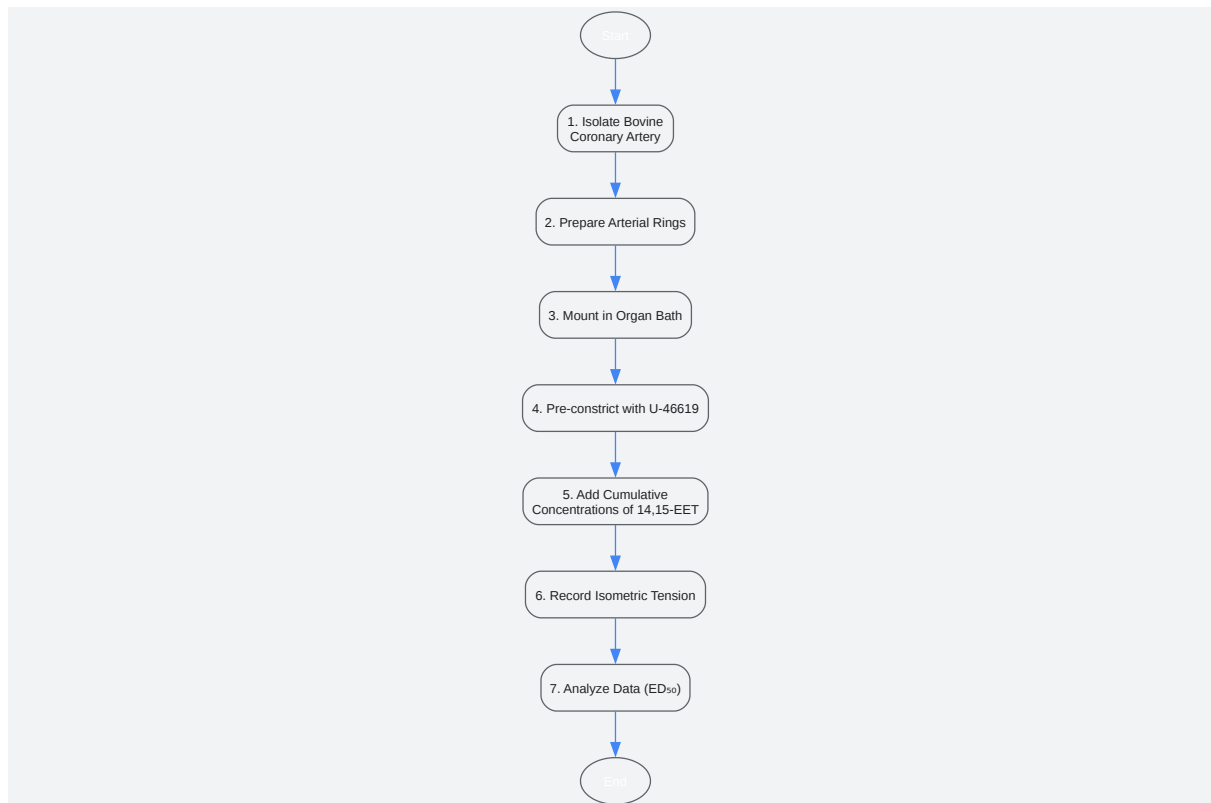 Start
1. Isolate Bovine
Coronary Artery
2. Prepare Arterial Rings
3. Mount in Organ Bath
4. Pre-constrict with U-46619
5. Add Cumulative
Concentrations of 14,15-EET
6. Record Isometric Tension
7. Analyze Data (ED₅₀)
End